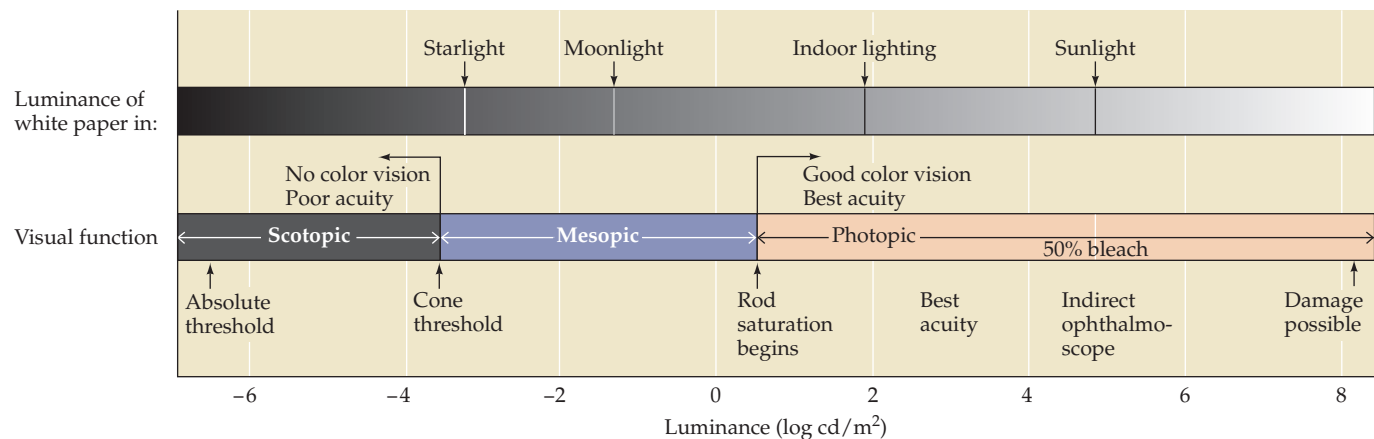 Starlight
Moonlight
Indoor lighting
Sunlight
Luminance of
white paper in:
No color vision
Poor acuity
Good color vision
Best acuity
Visual function
Scotopic
Mesopic
Photopic
50% bleach
Absolute
threshold
Cone
threshold
Rod
saturation
begins
Best
acuity
Indirect
ophthalmo-
scope
Damage
possible
–6 –4 –2 0 2 4 6 8
Luminance (log cd/m²)